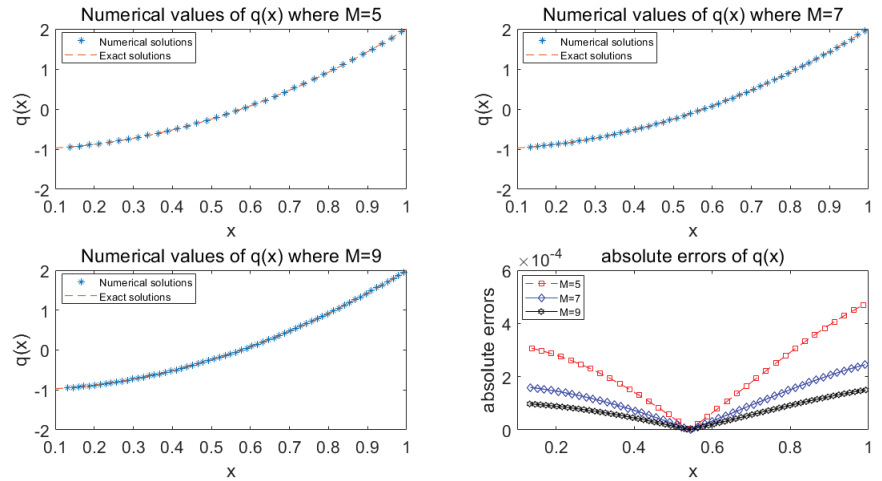 Numerical values of q(x) where M=5
2
1
0
-1
-2
q(x)
Numerical solutions
Exact solutions
0.1 0.2 0.3 0.4 0.5 0.6 0.7 0.8 0.9 1
x
Numerical values of q(x) where M=7
2
1
0
-1
-2
q(x)
Numerical solutions
Exact solutions
0.1 0.2 0.3 0.4 0.5 0.6 0.7 0.8 0.9 1
x
Numerical values of q(x) where M=9
2
1
0
-1
-2
q(x)
Numerical solutions
Exact solutions
0.1 0.2 0.3 0.4 0.5 0.6 0.7 0.8 0.9 1
x
absolute errors of q(x)
×10⁻⁴
6
4
2
0
absolute errors
M=5
M=7
M=9
0.2 0.4 0.6 0.8 1
x